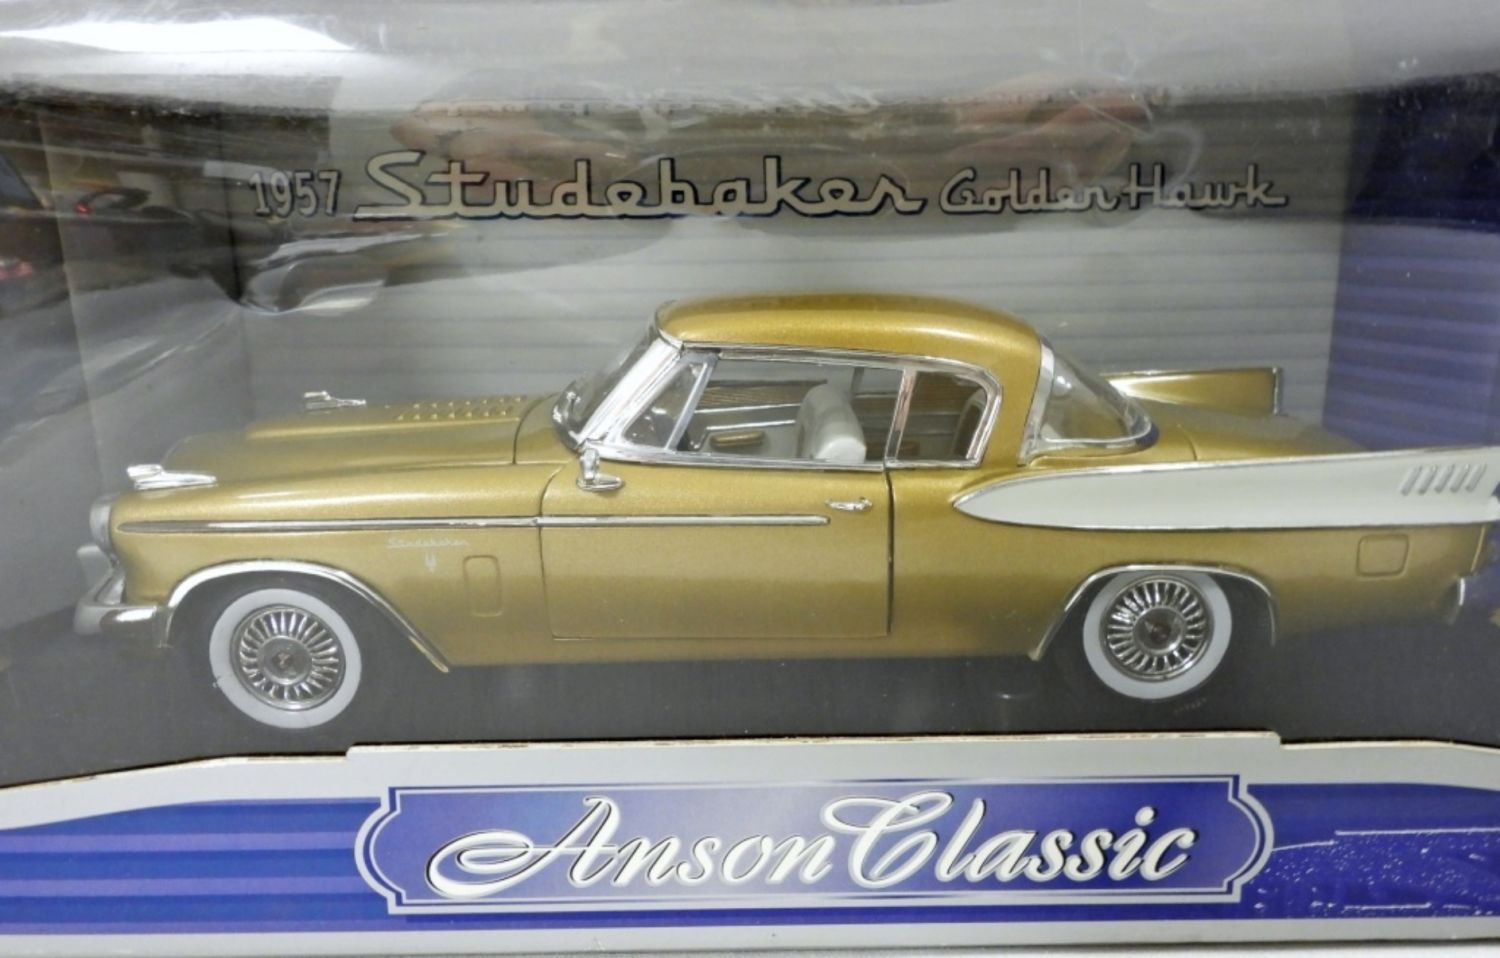 1957 Studebaker Golden Hawk
Studebaker
Anson Classic